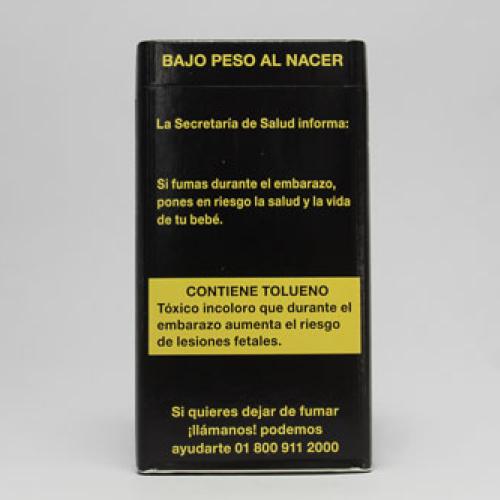 BAJO PESO AL NACER
La Secretaría de Salud informa:
Si fumas durante el embarazo,
pones en riesgo la salud y la vida
de tu bebé.
CONTIENE TOLUENO
Tóxico incoloro que durante el
embarazo aumenta el riesgo
de lesiones fetales.
Si quieres dejar de fumar
¡llámanos! podemos
ayudarte 01 800 911 2000